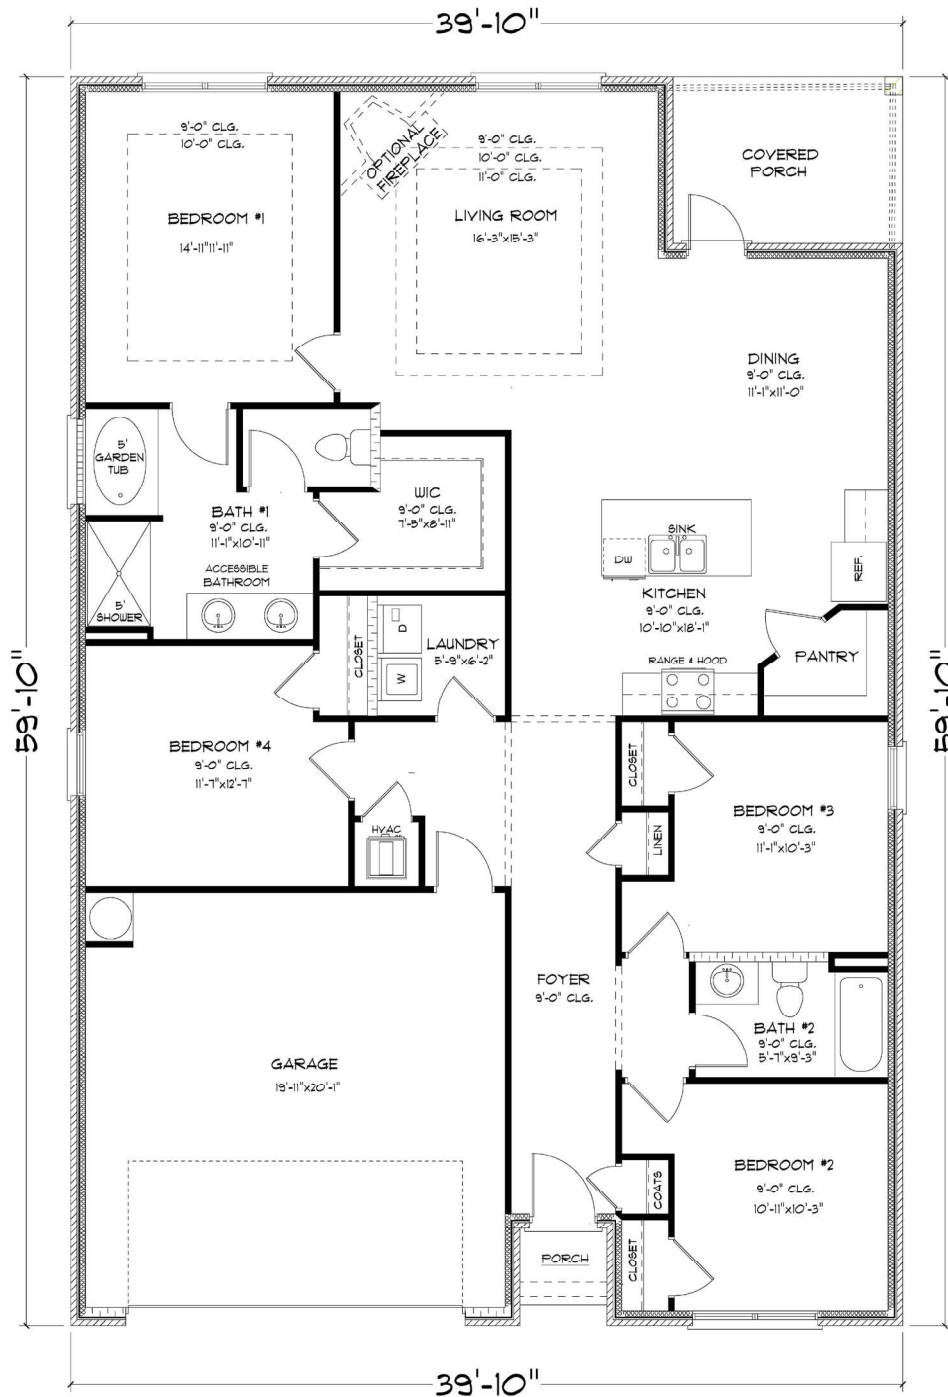 39'-10"
9'-0" CLG.
10'-0" CLG.
BEDROOM #1
14'-11"11'-11"
OPTIONAL
FIREPLACE
9'-0" CLG.
10'-0" CLG.
11'-0" CLG.
LIVING ROOM
16'-3"x15'-3"
COVERED
PORCH
DINING
9'-0" CLG.
11'-1"x11'-0"
5'
GARDEN
TUB
BATH #1
9'-0" CLG.
11'-1"x10'-11"
ACCESSIBLE
BATHROOM
5'
SHOWER
WIC
9'-0" CLG.
7'-5"x8'-11"
SINK
DW
REF.
KITCHEN
9'-0" CLG.
10'-10"x18'-1"
RANGE & HOOD
PANTRY
CLOSET
D
W
LAUNDRY
5'-9"x6'-2"
59'-10"
59'-10"
BEDROOM #4
9'-0" CLG.
11'-7"x12'-7"
HVAC
CLOSET
LINEN
BEDROOM #3
9'-0" CLG.
11'-1"x10'-3"
FOYER
9'-0" CLG.
BATH #2
9'-0" CLG.
5'-7"x9'-3"
GARAGE
19'-11"x20'-1"
COATS
BEDROOM #2
9'-0" CLG.
10'-11"x10'-3"
CLOSET
PORCH
39'-10"